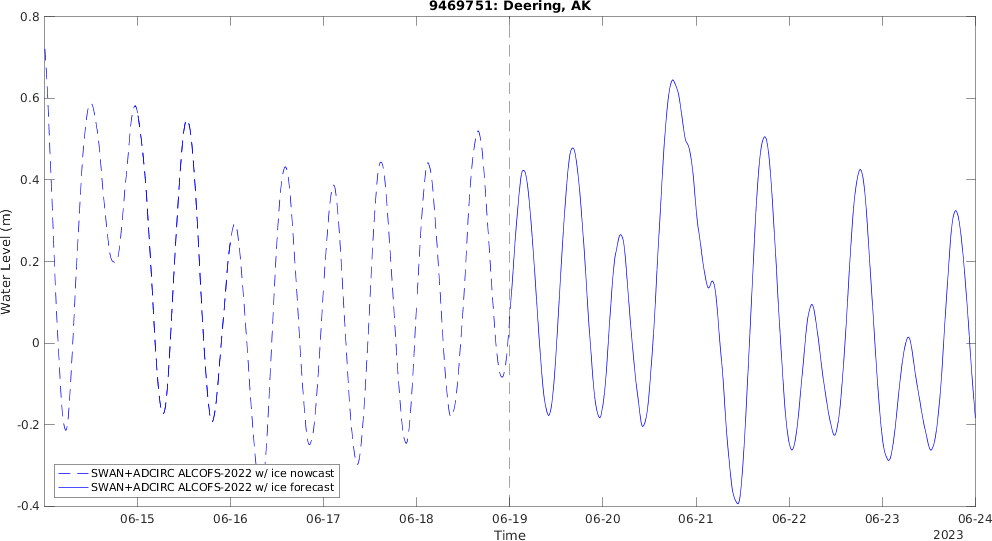 9469751: Deering, AK
0.8
0.6
0.4
0.2
0
-0.2
-0.4
Water Level (m)
SWAN+ADCIRC ALCOFS-2022 w/ ice nowcast
SWAN+ADCIRC ALCOFS-2022 w/ ice forecast
06-15 06-16 06-17 06-18 06-19 06-20 06-21 06-22 06-23 06-24
Time
2023